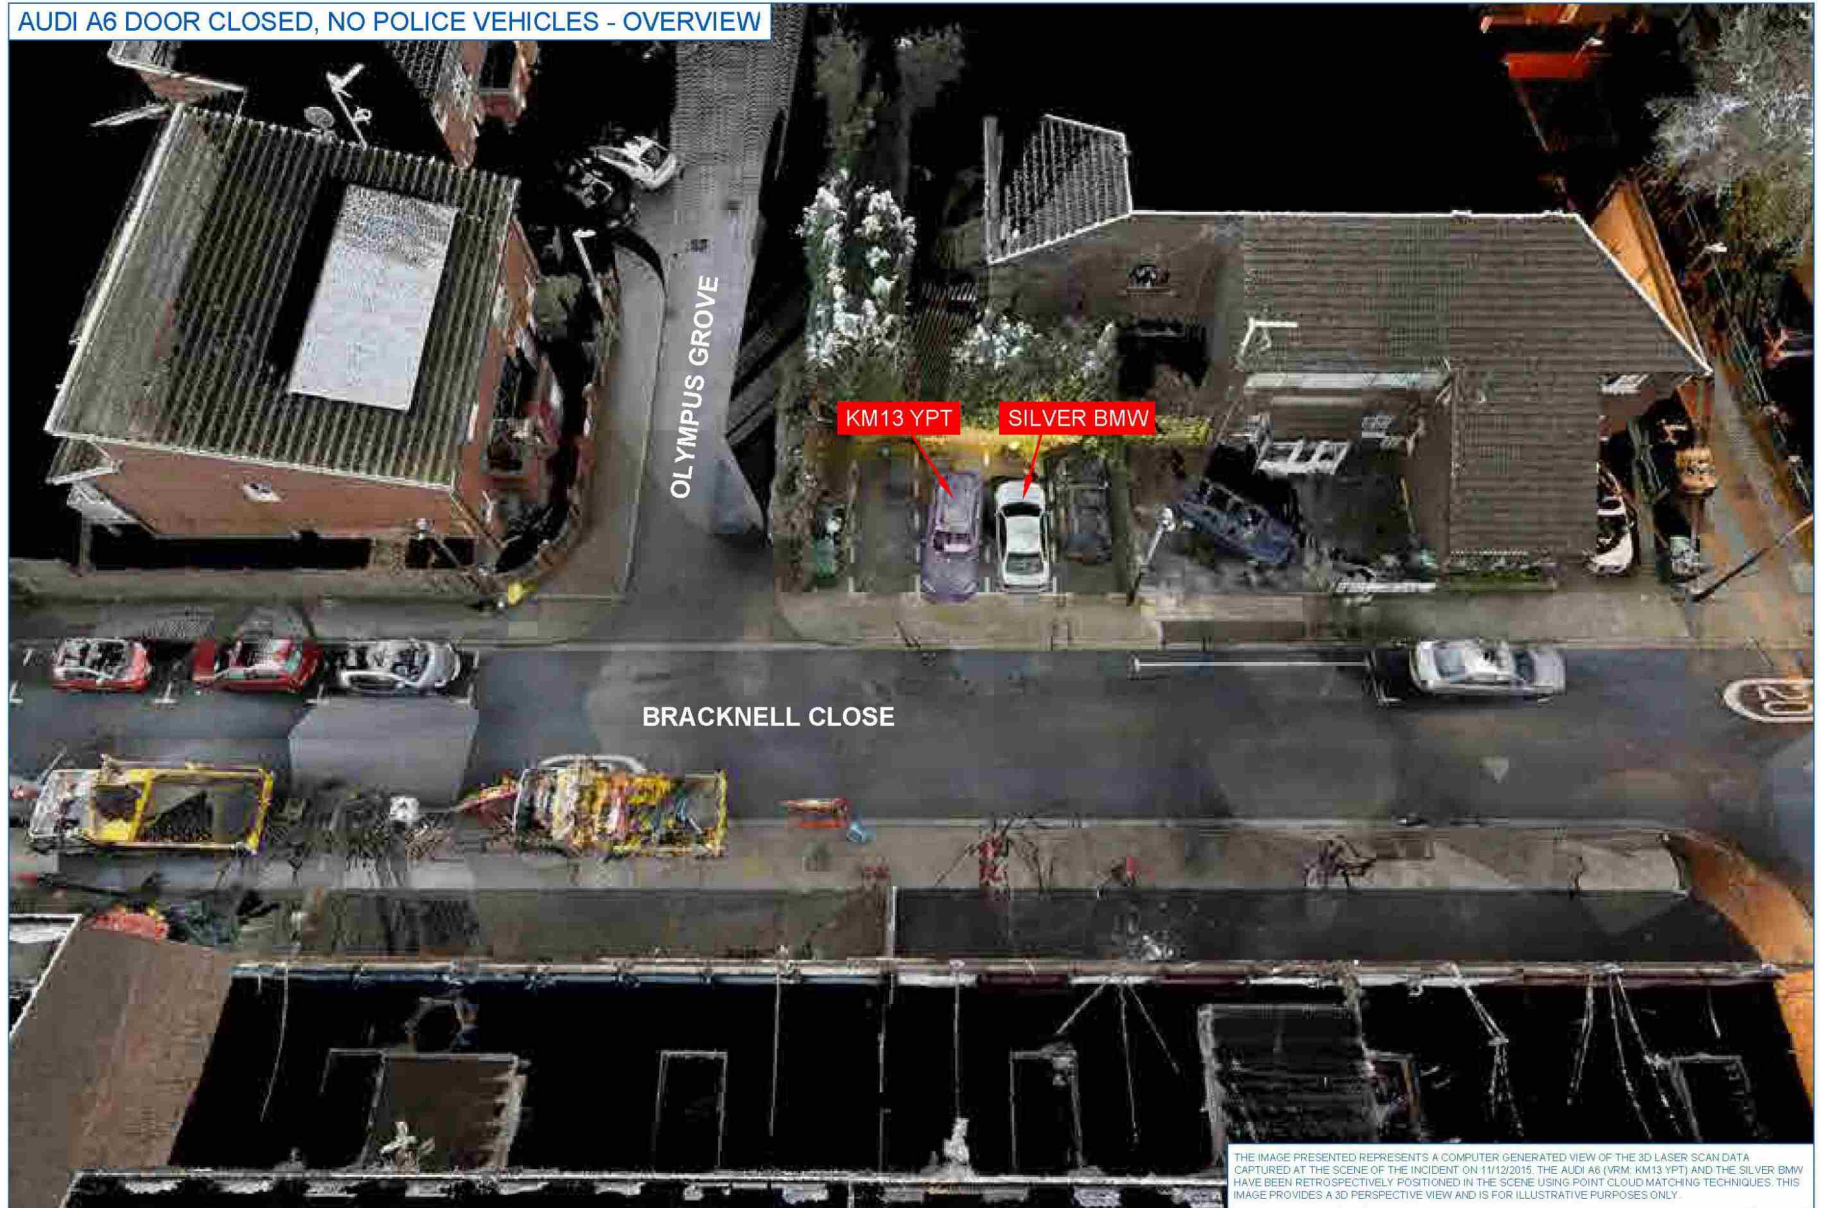 AUDI A6 DOOR CLOSED, NO POLICE VEHICLES - OVERVIEW
OLYMPUS GROVE
KM13 YPT
SILVER BMW
BRACKNELL CLOSE
20
THE IMAGE PRESENTED REPRESENTS A COMPUTER GENERATED VIEW OF THE 3D LASER SCAN DATA
CAPTURED AT THE SCENE OF THE INCIDENT ON 11/12/2015. THE AUDI A6 (VRM: KM13 YPT) AND THE SILVER BMW
HAVE BEEN RETROSPECTIVELY POSITIONED IN THE SCENE USING POINT CLOUD MATCHING TECHNIQUES. THIS
IMAGE PROVIDES A 3D PERSPECTIVE VIEW AND IS FOR ILLUSTRATIVE PURPOSES ONLY.